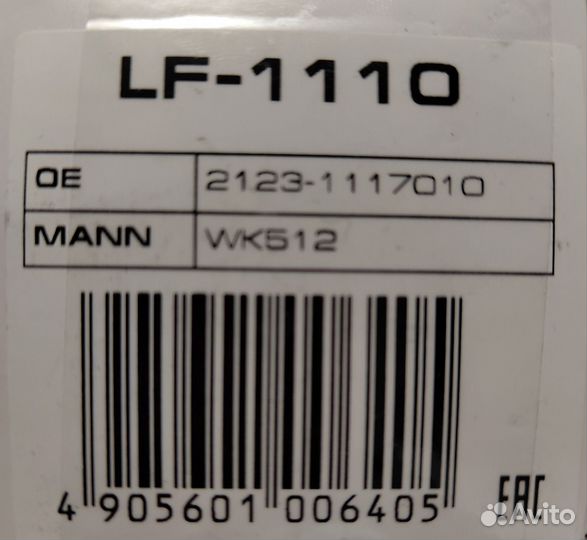 LF-1110
OE 2123-1117010
MANN WK512
4 905601 006405
EAC
Avito